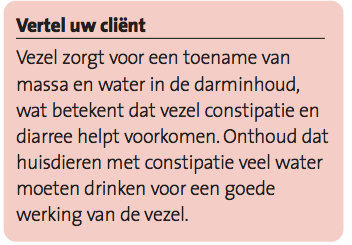 Vertel uw cliënt
Vezel zorgt voor een toename van
massa en water in de darminhoud,
wat betekent dat vezel constipatie en
diarree helpt voorkomen. Onthoud dat
huisdieren met constipatie veel water
moeten drinken voor een goede
werking van de vezel.